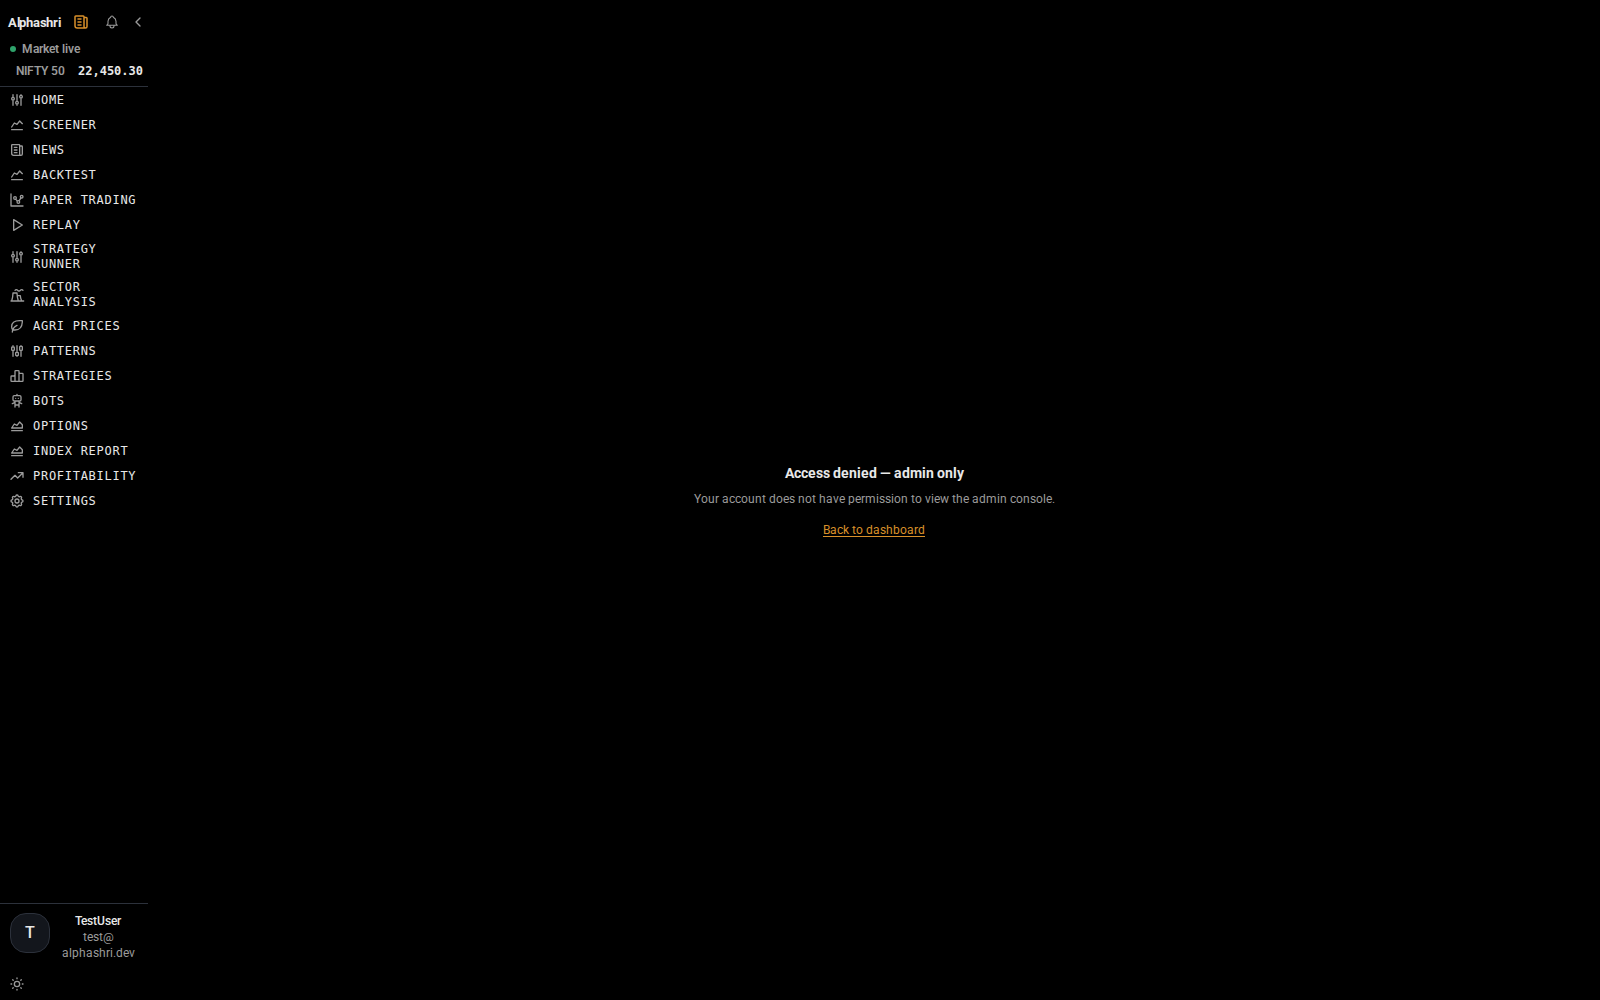 Alphashri
Market live
NIFTY 50 22,450.30
HOME
SCREENER
NEWS
BACKTEST
PAPER TRADING
REPLAY
STRATEGY
RUNNER
SECTOR
ANALYSIS
AGRI PRICES
PATTERNS
STRATEGIES
BOTS
OPTIONS
INDEX REPORT
PROFITABILITY
SETTINGS
Access denied — admin only
Your account does not have permission to view the admin console.
Back to dashboard
T
TestUser
test@
alphashri.dev